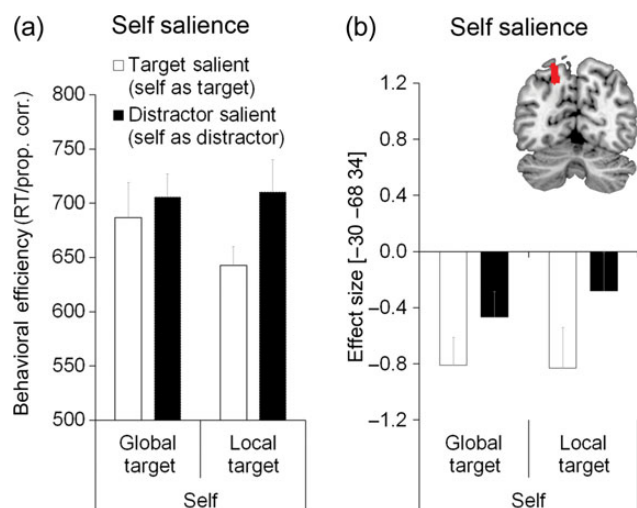 (a) Self salience
Target salient
(self as target)
Distractor salient
(self as distractor)
Behavioral efficiency (RT/prop. corr.)
800
750
700
650
600
550
500
Global target
Local target
Self
(b) Self salience
Effect size [−30 −68 34]
1.2
0.8
0.4
0.0
−0.4
−0.8
−1.2
Global target
Local target
Self